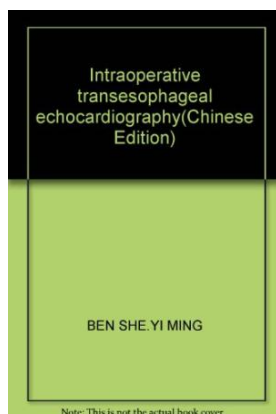 Intraoperative
transesophageal
echocardiography(Chinese
Edition)
BEN SHE.YI MING
Note: This is not the actual book cover